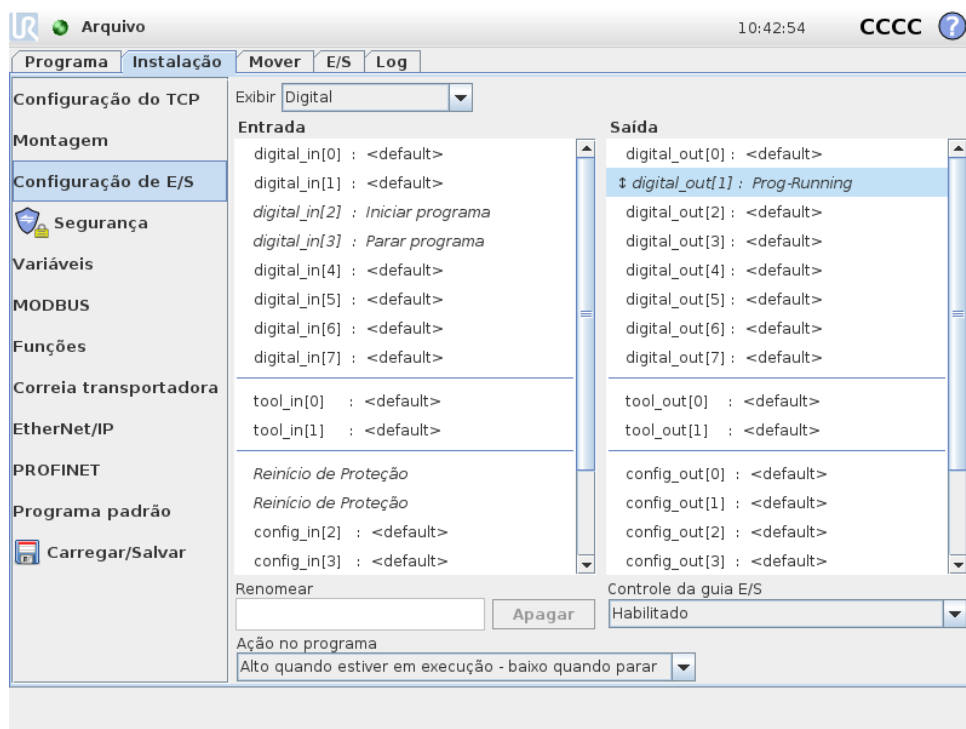 Arquivo 10:42:54 CCCC ?
Programa Instalação Mover E/S Log
Configuração do TCP
Montagem
Configuração de E/S
Segurança
Variáveis
MODBUS
Funções
Correia transportadora
EtherNet/IP
PROFINET
Programa padrão
Carregar/Salvar
Exibir Digital
Entrada
digital_in[0] : <default>
digital_in[1] : <default>
digital_in[2] : Iniciar programa
digital_in[3] : Parar programa
digital_in[4] : <default>
digital_in[5] : <default>
digital_in[6] : <default>
digital_in[7] : <default>
tool_in[0] : <default>
tool_in[1] : <default>
Reinício de Proteção
Reinício de Proteção
config_in[2] : <default>
config_in[3] : <default>
Saída
digital_out[0] : <default>
↕ digital_out[1] : Prog-Running
digital_out[2] : <default>
digital_out[3] : <default>
digital_out[4] : <default>
digital_out[5] : <default>
digital_out[6] : <default>
digital_out[7] : <default>
tool_out[0] : <default>
tool_out[1] : <default>
config_out[0] : <default>
config_out[1] : <default>
config_out[2] : <default>
config_out[3] : <default>
Renomear
Apagar
Controle da guia E/S
Habilitado
Ação no programa
Alto quando estiver em execução - baixo quando parar